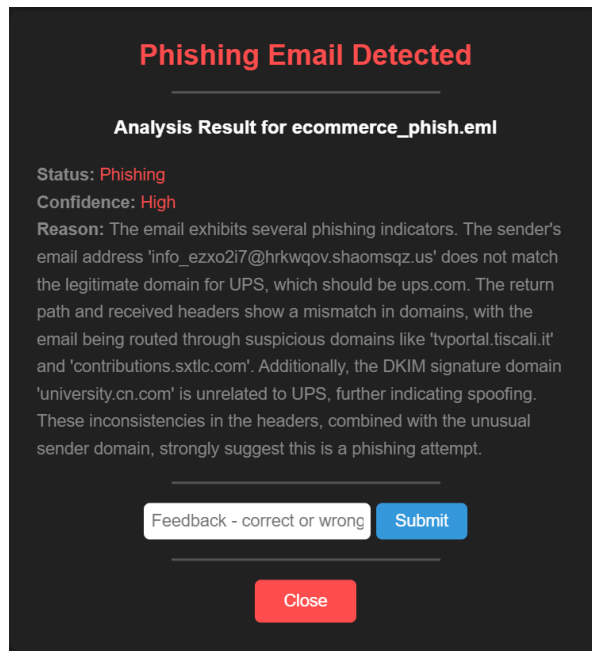 Phishing Email Detected
Analysis Result for ecommerce_phish.eml
Status: Phishing
Confidence: High
Reason: The email exhibits several phishing indicators. The sender's
email address 'info_ezxo2i7@hrkwqov.shaomsqz.us' does not match
the legitimate domain for UPS, which should be ups.com. The return
path and received headers show a mismatch in domains, with the
email being routed through suspicious domains like 'tvportal.tiscali.it'
and 'contributions.sxtlc.com'. Additionally, the DKIM signature domain
'university.cn.com' is unrelated to UPS, further indicating spoofing.
These inconsistencies in the headers, combined with the unusual
sender domain, strongly suggest this is a phishing attempt.
Feedback - correct or wrong
Submit
Close